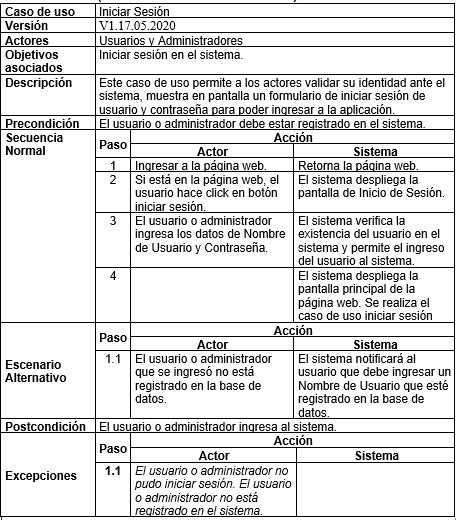 Caso de uso Iniciar Sesión
Versión V1.17.05.2020
Actores Usuarios y Administradores
Objetivos Iniciar sesión en el sistema.
asociados
Descripción Este caso de uso permite a los actores validar su identidad ante el
sistema, muestra en pantalla un formulario de iniciar sesión de
usuario y contraseña para poder ingresar a la aplicación.
Precondición El usuario o administrador debe estar registrado en el sistema.
Secuencia
Normal
Paso
Acción
Actor Sistema
1 Ingresar a la página web. Retorna la página web.
2 Si está en la página web, el El sistema despliega la
usuario hace click en botón pantalla de Inicio de Sesión.
iniciar sesión.
3 El usuario o administrador El sistema verifica la
ingresa los datos de Nombre existencia del usuario en el
de Usuario y Contraseña. sistema y permite el ingreso
del usuario al sistema.
4 El sistema despliega la
pantalla principal de la
página web. Se realiza el
caso de uso iniciar sesión
Escenario
Alternativo
Paso
Acción
Actor Sistema
1.1 El usuario o administrador El sistema notificará al
que se ingresó no está usuario que debe ingresar un
registrado en la base de Nombre de Usuario que esté
datos. registrado en la base de
datos.
Postcondición El usuario o administrador ingresa al sistema.
Excepciones
Paso
Acción
Actor Sistema
1.1 El usuario o administrador no
pudo iniciar sesión. El usuario
o administrador no está
registrado en el sistema.